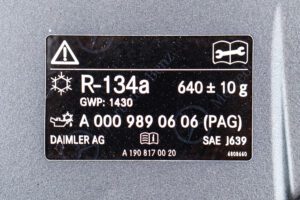 R-134a 640 ± 10 g
GWP: 1430
A 000 989 06 06 (PAG)
DAIMLER AG SAE J639
A 190 817 00 20